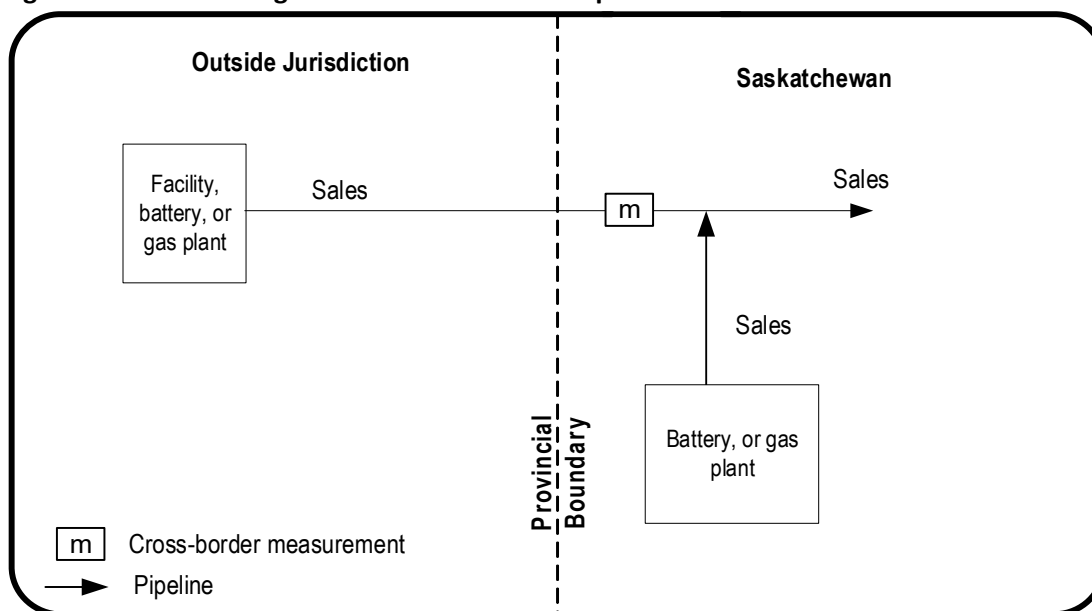 Outside Jurisdiction
Saskatchewan
Facility,
battery, or
gas plant
Sales
m
Sales
Sales
Battery, or gas
plant
Provincial
Boundary
m Cross-border measurement
Pipeline